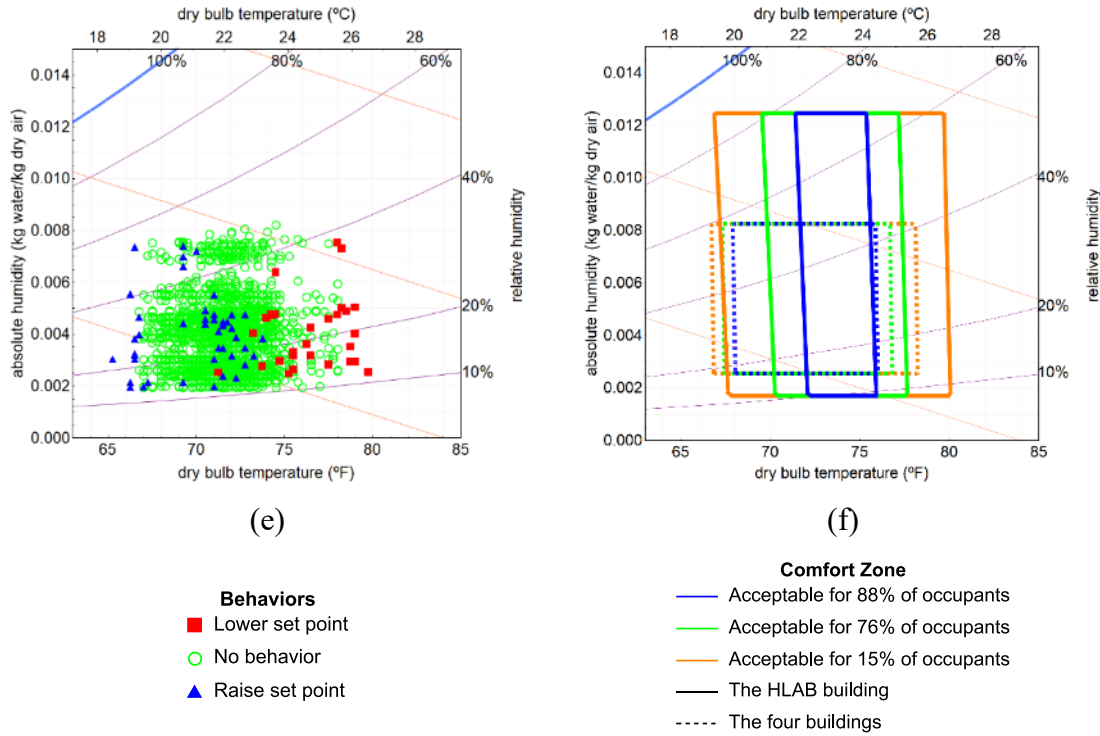 dry bulb temperature (ºC)
18 20 22 24 26 28
100% 80% 60%
0.014
0.012
0.010
0.008
0.006
0.004
0.002
0.000
absolute humidity (kg water/kg dry air)
40%
20%
10%
relative humidity
65 70 75 80 85
dry bulb temperature (ºF)
(e)
Behaviors
Lower set point
No behavior
Raise set point
dry bulb temperature (ºC)
18 20 22 24 26 28
100% 80% 60%
0.014
0.012
0.010
0.008
0.006
0.004
0.002
0.000
absolute humidity (kg water/kg dry air)
40%
20%
10%
relative humidity
65 70 75 80 85
dry bulb temperature (ºF)
(f)
Comfort Zone
Acceptable for 88% of occupants
Acceptable for 76% of occupants
Acceptable for 15% of occupants
The HLAB building
The four buildings